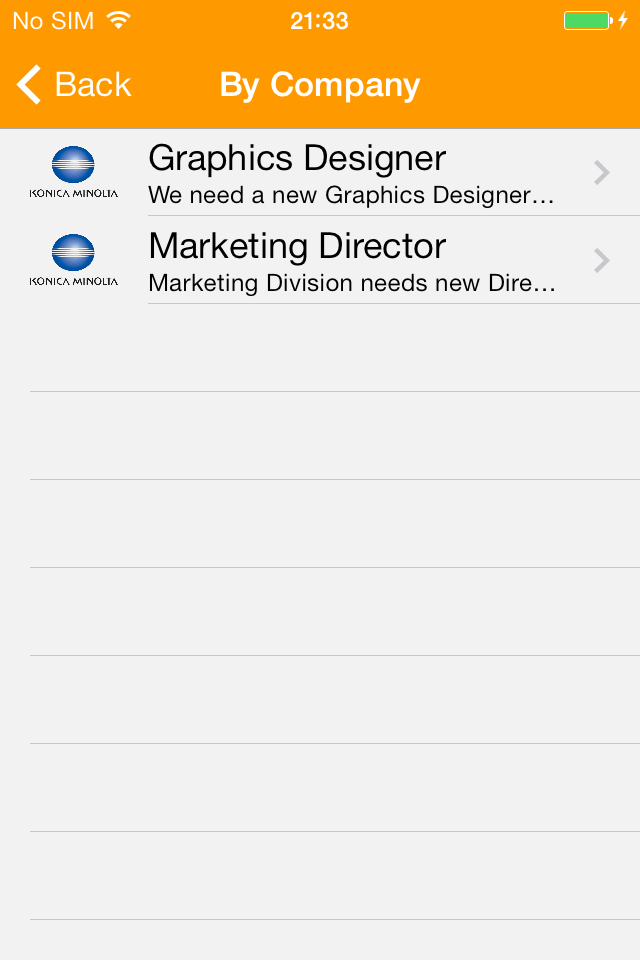 No SIM 21:33
Back By Company
Graphics Designer
KONICA MINOLTA
We need a new Graphics Designer…
Marketing Director
KONICA MINOLTA
Marketing Division needs new Dire…